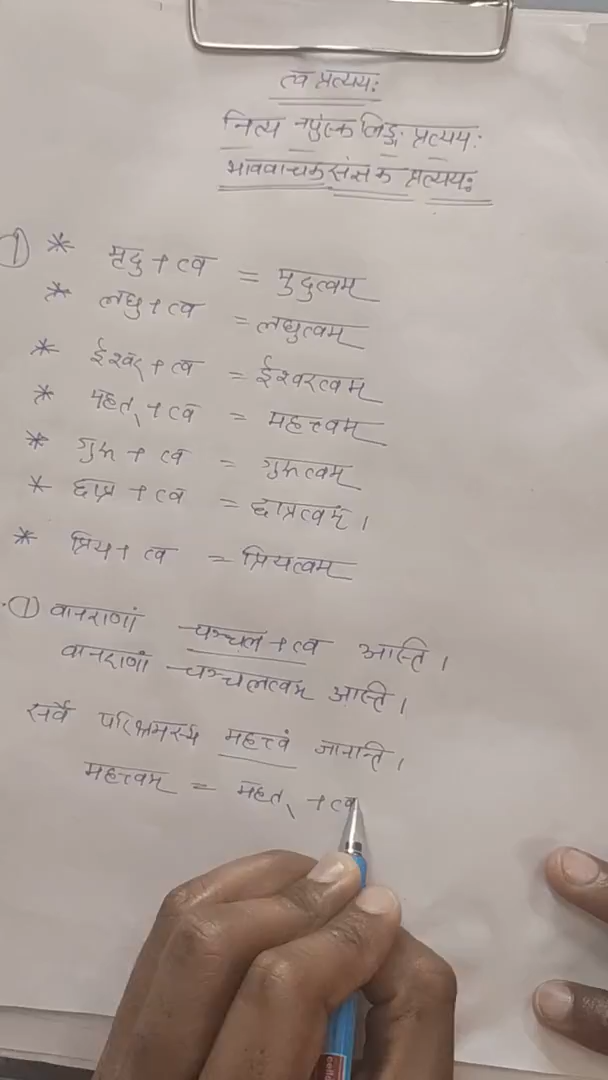 त्व प्रत्ययः
नित्य नपुंसक लिङ्गः प्रत्ययः
भाववाचक संज्ञक प्रत्ययः
① * मृदु + त्व = मृदुत्वम्
* लघु + त्व = लघुत्वम्
* ईश्वर + त्व = ईश्वरत्वम्
* महत् + त्व = महत्त्वम्
* गुरु + त्व = गुरुत्वम्
* छात्र + त्व = छात्रत्वम् ।
* प्रिय + त्व = प्रियत्वम्
① वानराणां चञ्चल + त्व अस्ति ।
वानराणां चञ्चलत्वम् अस्ति ।
सर्वे परिश्रमस्य महत्त्वं जानन्ति ।
महत्त्वम् = महत् + त्व